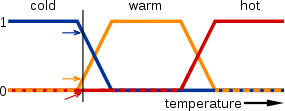 cold warm hot
1
0
temperature